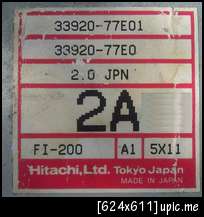 33920-77E01
33920-77E0
2.0 JPN
2A
FI-200 A1 5X11
Hitachi, Ltd. Tokyo Japan
MADE IN JAPAN
[624x611]upic.me